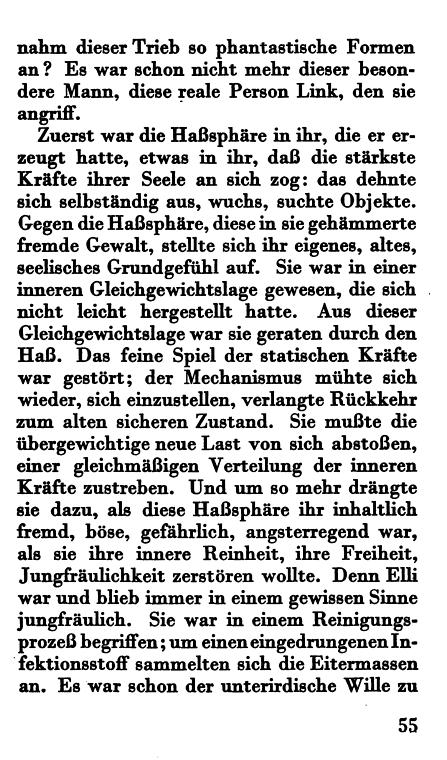 nahm dieser Trieb so phantastische Formen
an? Es war schon nicht mehr dieser beson-
dere Mann, diese reale Person Link, den sie
angriff.
Zuerst war die Haßsphäre in ihr, die er er-
zeugt hatte, etwas in ihr, daß die stärkste
Kräfte ihrer Seele an sich zog: das dehnte
sich selbständig aus, wuchs, suchte Objekte.
Gegen die Haßsphäre, diese in sie gehämmerte
fremde Gewalt, stellte sich ihr eigenes, altes,
seelisches Grundgefühl auf. Sie war in einer
inneren Gleichgewichtslage gewesen, die sich
nicht leicht hergestellt hatte. Aus dieser
Gleichgewichtslage war sie geraten durch den
Haß. Das feine Spiel der statischen Kräfte
war gestört; der Mechanismus mühte sich
wieder, sich einzustellen, verlangte Rückkehr
zum alten sicheren Zustand. Sie mußte die
übergewichtige neue Last von sich abstoßen,
einer gleichmäßigen Verteilung der inneren
Kräfte zustreben. Und um so mehr drängte
sie dazu, als diese Haßsphäre ihr inhaltlich
fremd, böse, gefährlich, angsterregend war,
als sie ihre innere Reinheit, ihre Freiheit,
Jungfräulichkeit zerstören wollte. Denn Elli
war und blieb immer in einem gewissen Sinne
jungfräulich. Sie war in einem Reinigungs-
prozeß begriffen; um einen eingedrungenen In-
fektionsstoff sammelten sich die Eitermassen
an. Es war schon der unterirdische Wille zu
55